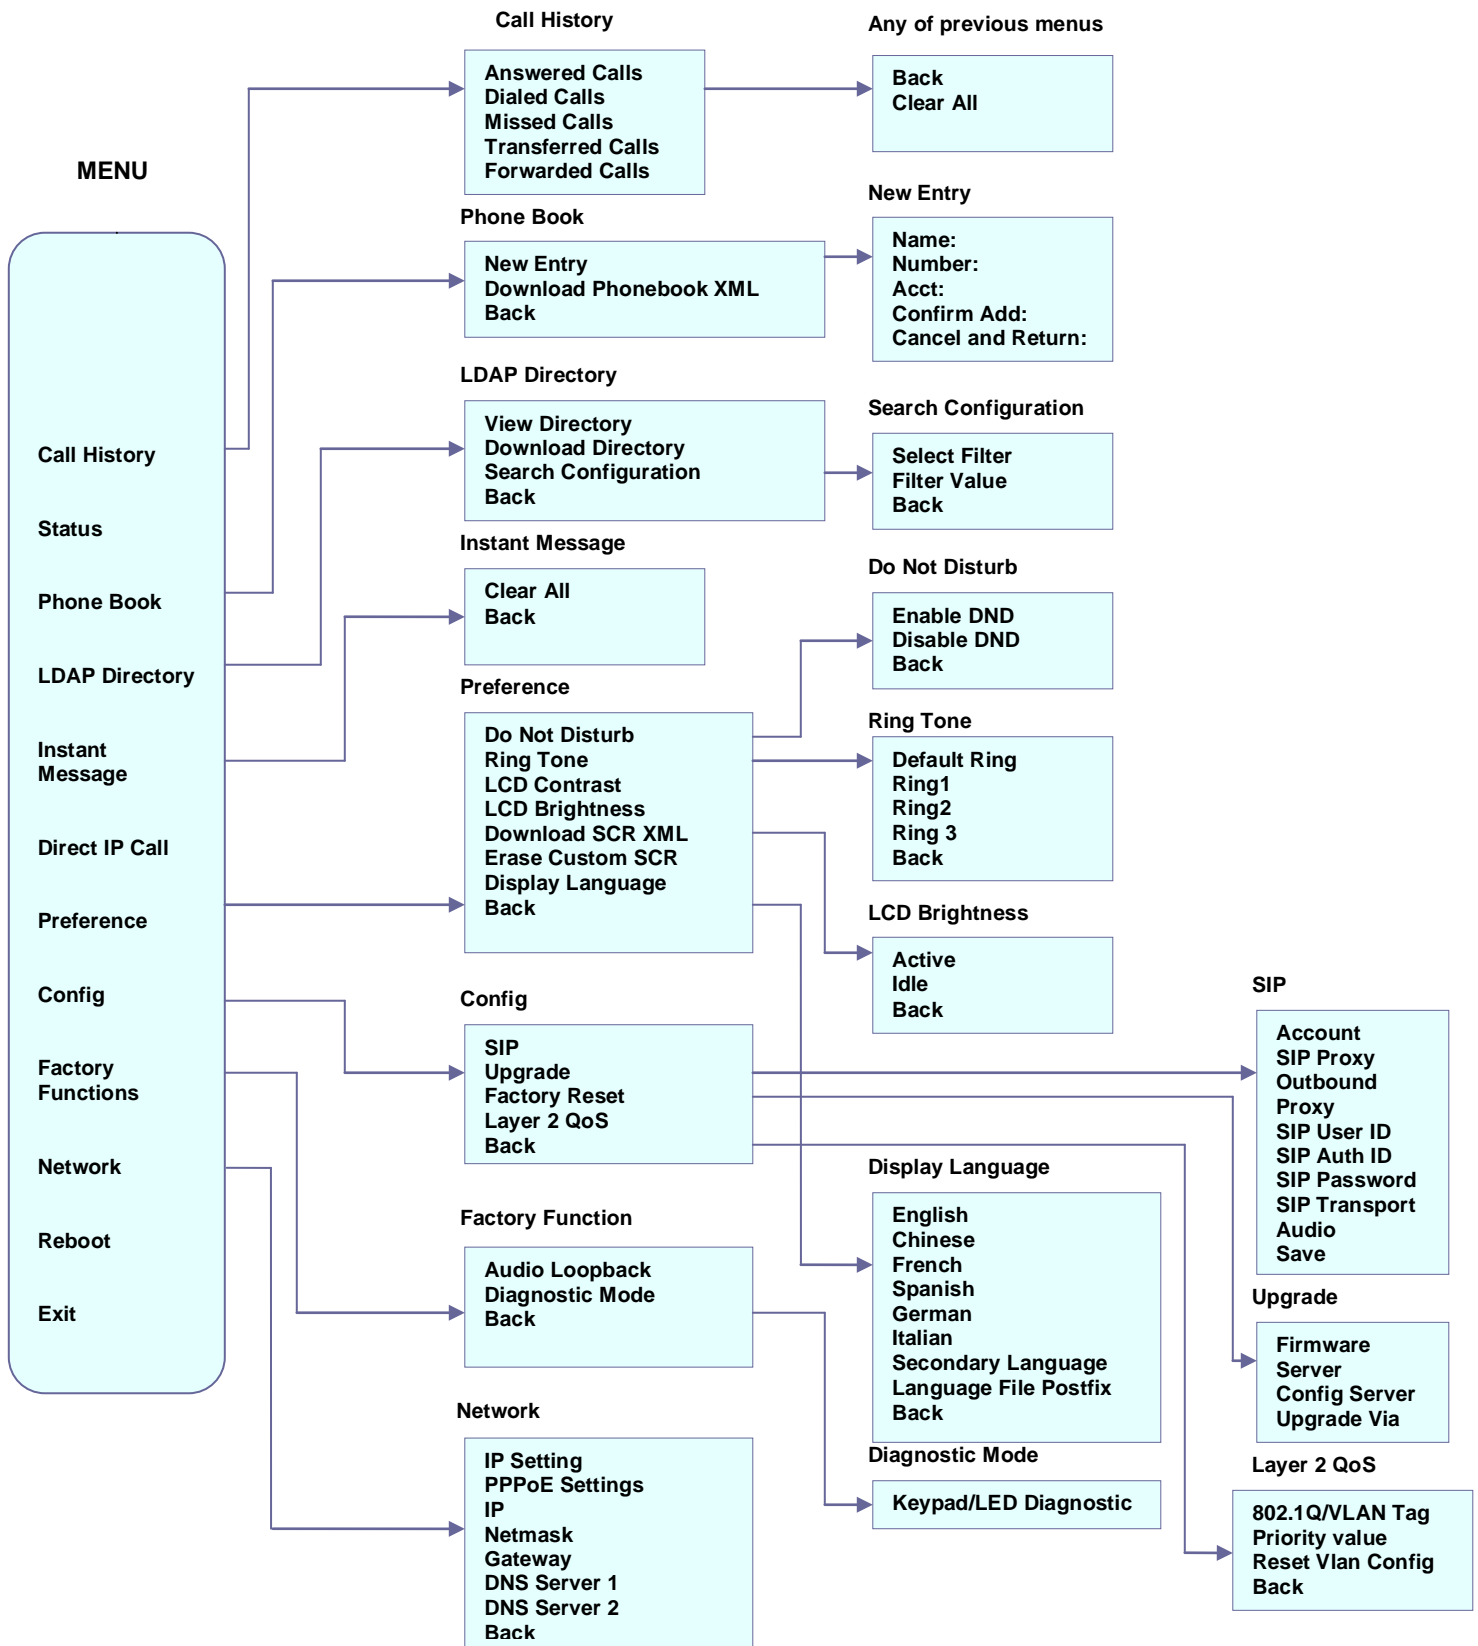 MENU
Call History
Status
Phone Book
LDAP Directory
Instant
Message
Direct IP Call
Preference
Config
Factory
Functions
Network
Reboot
Exit
Call History
Answered Calls
Dialed Calls
Missed Calls
Transferred Calls
Forwarded Calls
Any of previous menus
Back
Clear All
Phone Book
New Entry
Download Phonebook XML
Back
New Entry
Name:
Number:
Acct:
Confirm Add:
Cancel and Return:
LDAP Directory
View Directory
Download Directory
Search Configuration
Back
Search Configuration
Select Filter
Filter Value
Back
Instant Message
Clear All
Back
Preference
Do Not Disturb
Ring Tone
LCD Contrast
LCD Brightness
Download SCR XML
Erase Custom SCR
Display Language
Back
Do Not Disturb
Enable DND
Disable DND
Back
Ring Tone
Default Ring
Ring1
Ring2
Ring 3
Back
LCD Brightness
Active
Idle
Back
Config
SIP
Upgrade
Factory Reset
Layer 2 QoS
Back
SIP
Account
SIP Proxy
Outbound
Proxy
SIP User ID
SIP Auth ID
SIP Password
SIP Transport
Audio
Save
Display Language
English
Chinese
French
Spanish
German
Italian
Secondary Language
Language File Postfix
Back
Upgrade
Firmware
Server
Config Server
Upgrade Via
Factory Function
Audio Loopback
Diagnostic Mode
Back
Diagnostic Mode
Keypad/LED Diagnostic
Layer 2 QoS
802.1Q/VLAN Tag
Priority value
Reset Vlan Config
Back
Network
IP Setting
PPPoE Settings
IP
Netmask
Gateway
DNS Server 1
DNS Server 2
Back